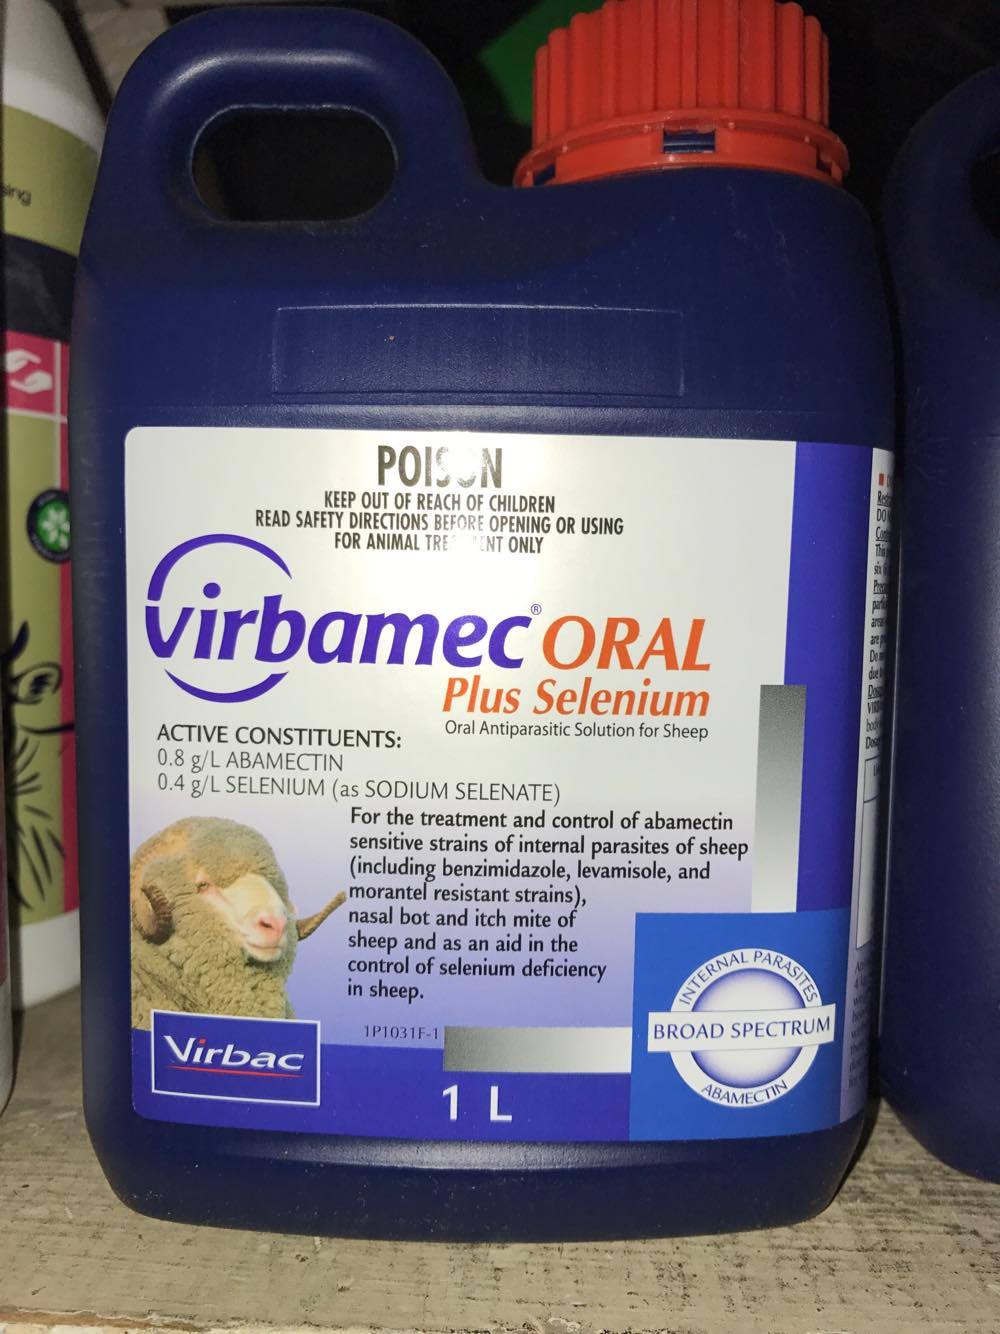 POISON
KEEP OUT OF REACH OF CHILDREN
READ SAFETY DIRECTIONS BEFORE OPENING OR USING
FOR ANIMAL TREATMENT ONLY
virbamec® ORAL
Plus Selenium
Oral Antiparasitic Solution for Sheep
ACTIVE CONSTITUENTS:
0.8 g/L ABAMECTIN
0.4 g/L SELENIUM (as SODIUM SELENATE)
For the treatment and control of abamectin
sensitive strains of internal parasites of sheep
(including benzimidazole, levamisole, and
morantel resistant strains),
nasal bot and itch mite of
sheep and as an aid in the
control of selenium deficiency
in sheep.
1P1031F-1
INTERNAL PARASITES
BROAD SPECTRUM
ABAMECTIN
Virbac
1 L